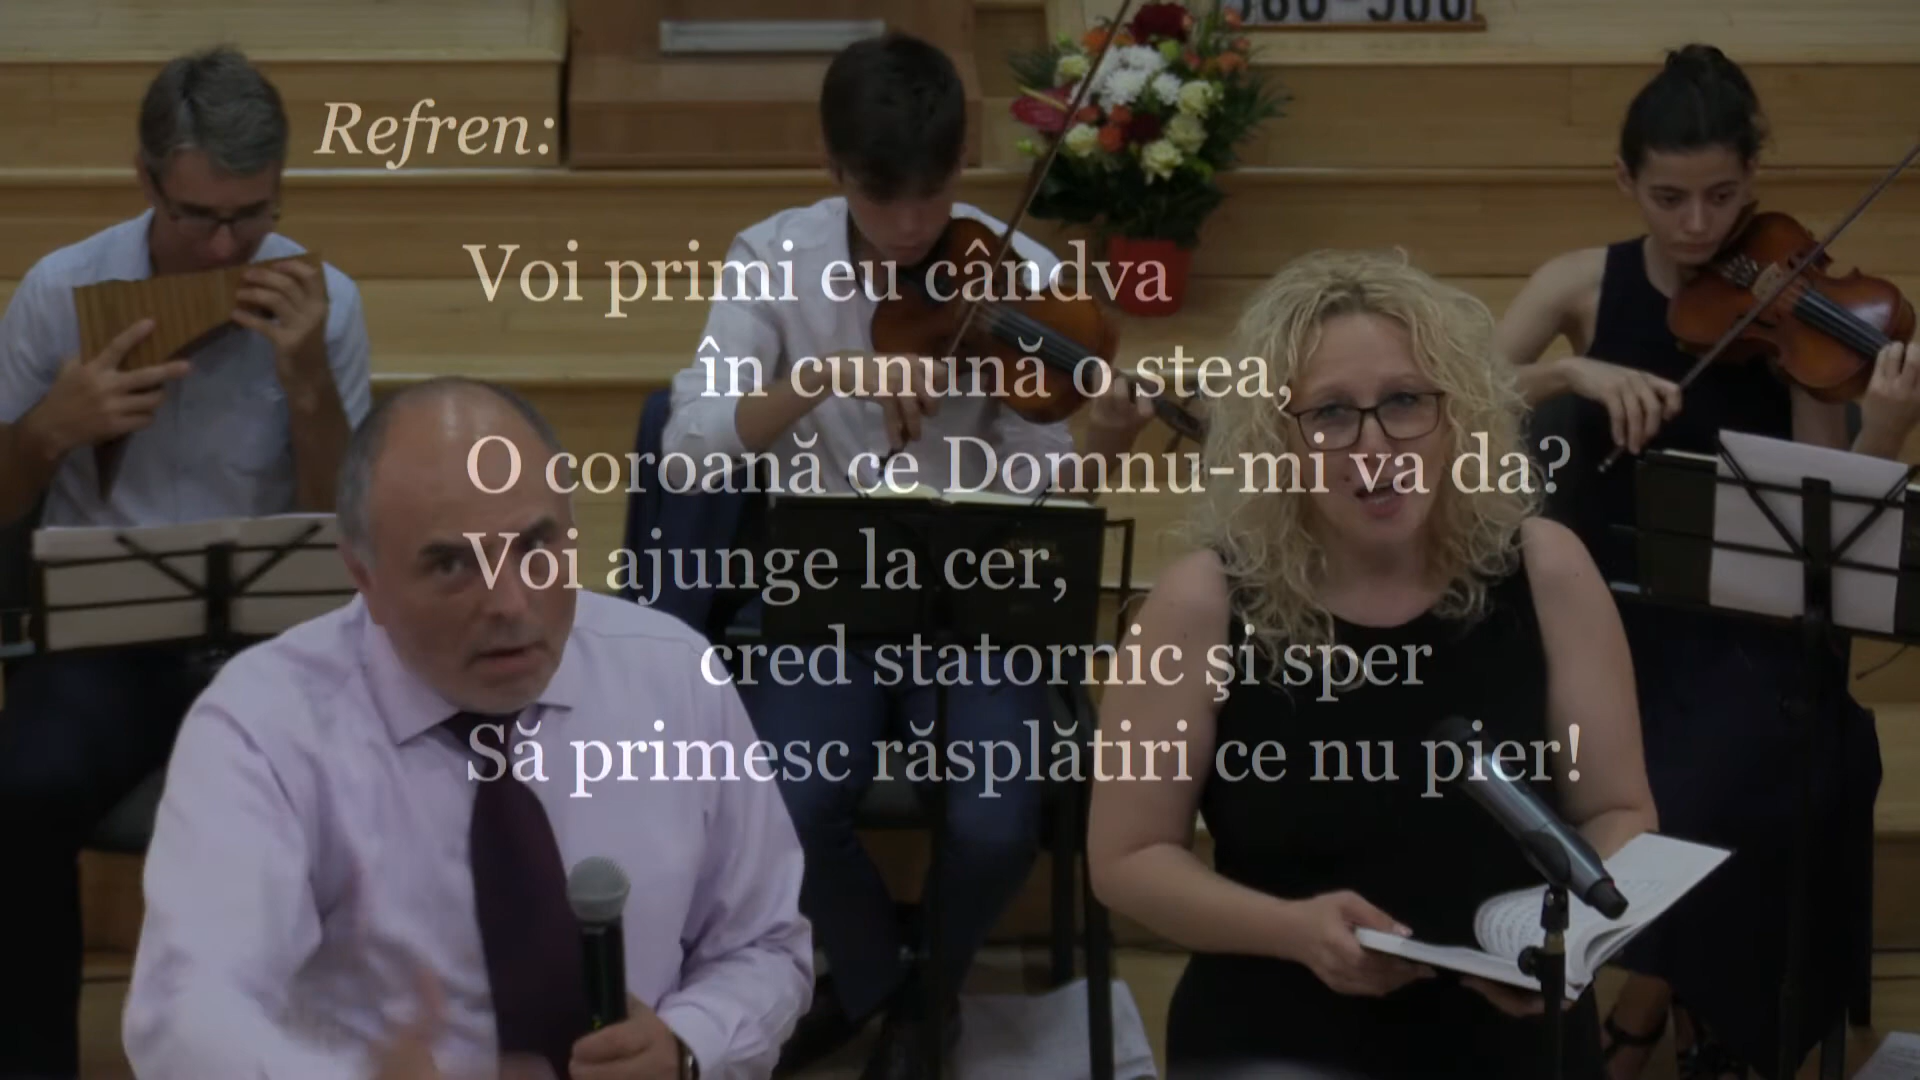 Refren:
Voi primi eu cândva
în cunună o stea,
O coroană ce Domnu-mi va da?
Voi ajunge la cer,
cred statornic şi sper
Să primesc răsplătiri ce nu pier!